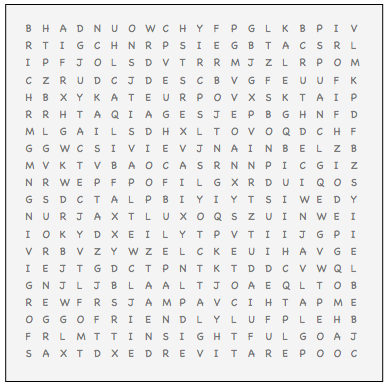 B H A D N U O W C H Y F P G L K B P I V
R T I G C H N R P S I E G B T A C S R L
I P F J O L S D V T R R M J Z L R P O M
C Z R U D C J D E S C B V G F E U U F K
H B X Y K A T E U R P O V X S K T A I P
R R H T A Q I A G E S J E P B G H N F D
M L G A I L S D H X L T O V O Q D C H F
G G W C S I V I E V J N A I N B E L Z B
M V K T V B A O C A S R N N P I C G I Z
N R W E P F P O F I L G X R D U I Q O S
G S D C T A L P B I Y I Y T S I W E D Y
N U R J A X T L U X O Q S Z U I N W E I
I O K Y D X E I L Y T P V T I I J G P I
V R B V Z Y W Z E L C K E U I H A V G E
I E J T G D C T P N T K T D D C V W Q L
G N J L J B L A A L T J O A E Q L T O B
R E W F R S J A M P A V C I H T A P M E
O G G O F R I E N D L Y L U F P L E H B
F R L M T T I N S I G H T F U L G O A J
S A X T D X E D R E V I T A R E P O O C